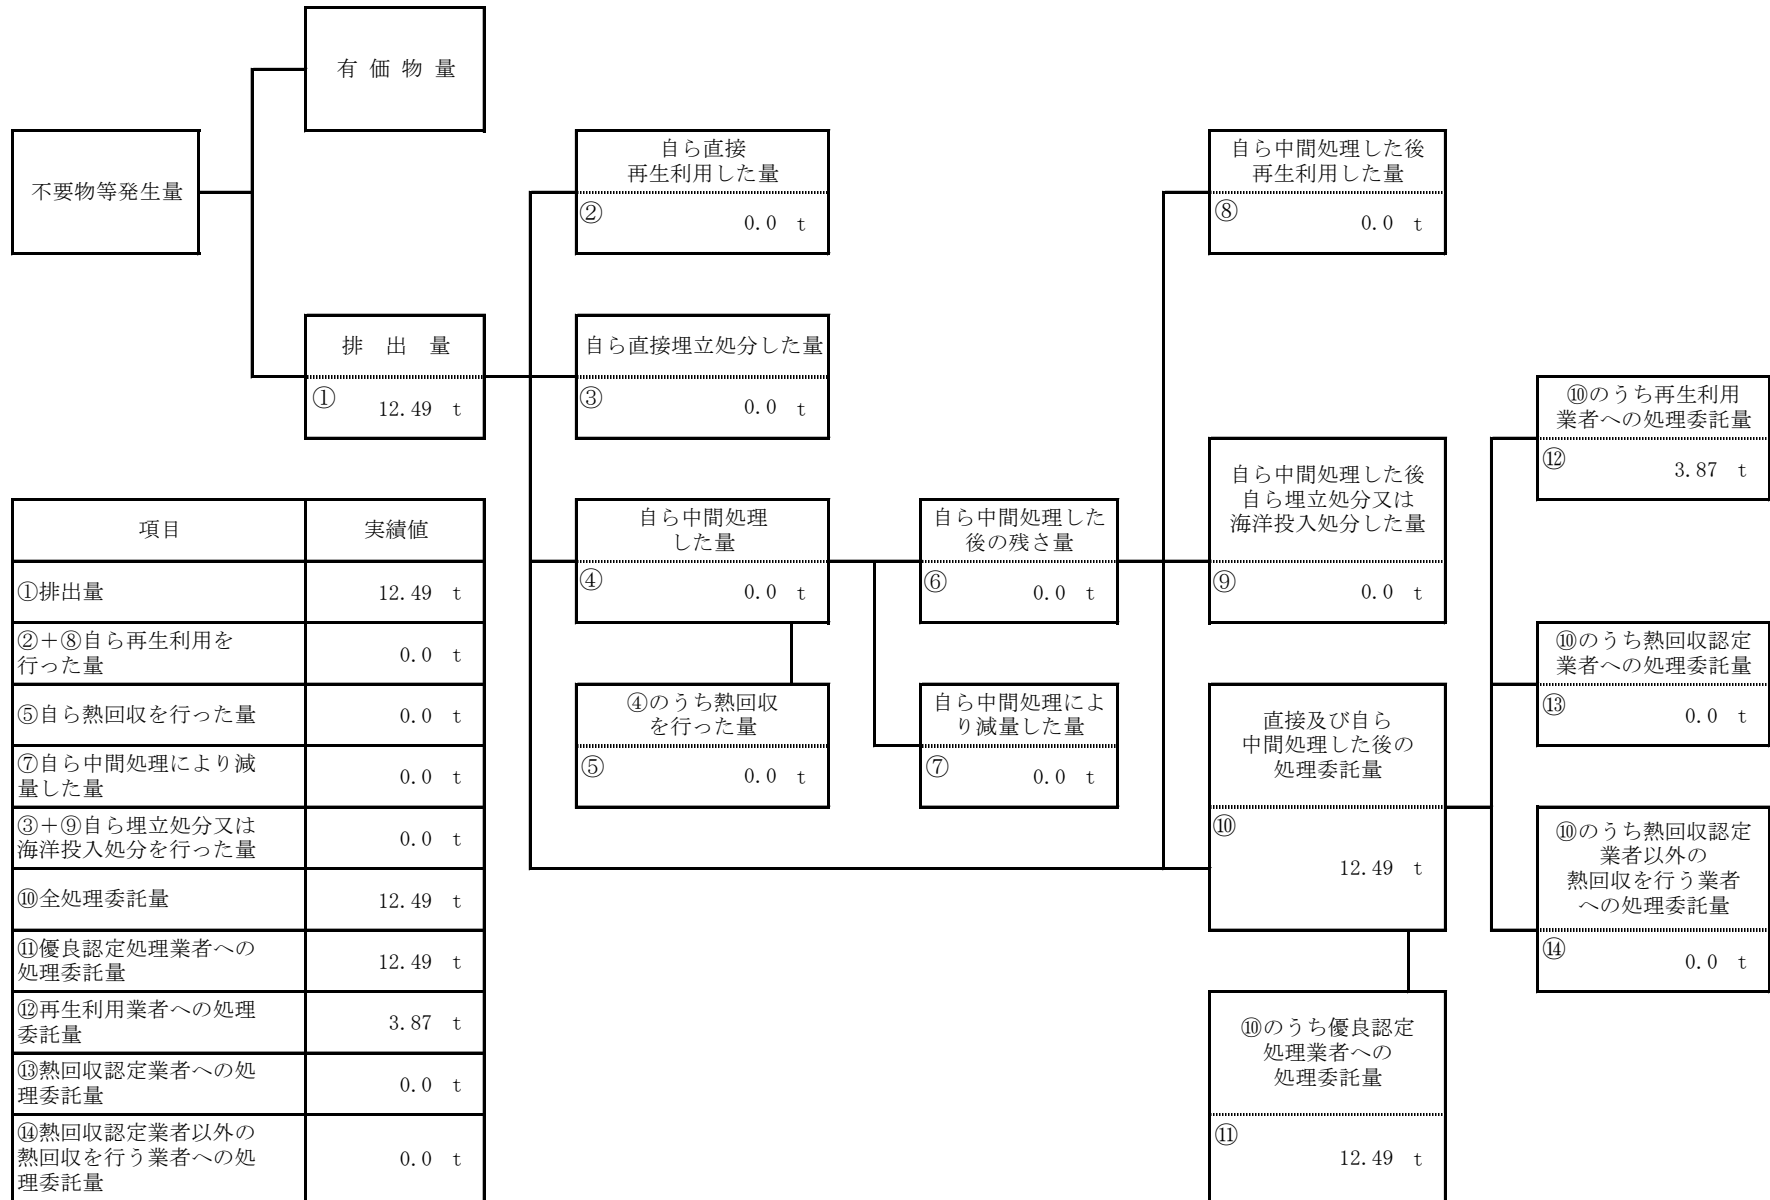 有価物量
不要物等発生量
排出量
① 12.49 t
自ら直接
再生利用した量
② 0.0 t
自ら直接埋立処分した量
③ 0.0 t
自ら中間処理
した量
④ 0.0 t
④のうち熱回収
を行った量
⑤ 0.0 t
自ら中間処理した
後の残さ量
⑥ 0.0 t
自ら中間処理によ
り減量した量
⑦ 0.0 t
自ら中間処理した後
再生利用した量
⑧ 0.0 t
自ら中間処理した後
自ら埋立処分又は
海洋投入処分した量
⑨ 0.0 t
直接及び自ら
中間処理した後の
処理委託量
⑩
12.49 t
⑩のうち優良認定
処理業者への
処理委託量
⑪
12.49 t
⑩のうち再生利用
業者への処理委託量
⑫ 3.87 t
⑩のうち熱回収認定
業者への処理委託量
⑬ 0.0 t
⑩のうち熱回収認定
業者以外の
熱回収を行う業者
への処理委託量
⑭ 0.0 t
項目 実績値
①排出量 12.49 t
②+⑧自ら再生利用を
行った量 0.0 t
⑤自ら熱回収を行った量 0.0 t
⑦自ら中間処理により減
量した量 0.0 t
③+⑨自ら埋立処分又は
海洋投入処分を行った量 0.0 t
⑩全処理委託量 12.49 t
⑪優良認定処理業者への
処理委託量 12.49 t
⑫再生利用業者への処理
委託量 3.87 t
⑬熱回収認定業者への処
理委託量 0.0 t
⑭熱回収認定業者以外の
熱回収を行う業者への処
理委託量 0.0 t